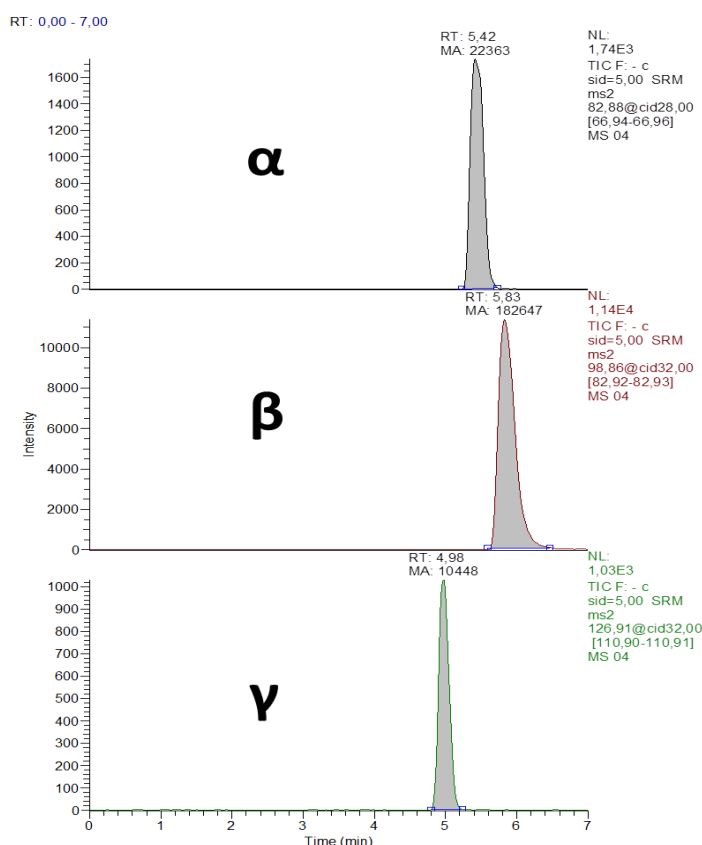 RT: 0,00 - 7,00
RT: 5,42
MA: 22363
1600
1400
1200
1000
800
600
400
200
0
α
NL:
1,74E3
TIC F: - c
sid=5,00 SRM
ms2
82,88@cid28,00
[66,94-66,96]
MS 04
RT: 5,83
MA: 182647
10000
8000
6000
4000
2000
0
Intensity
β
NL:
1,14E4
TIC F: - c
sid=5,00 SRM
ms2
98,86@cid32,00
[82,92-82,93]
MS 04
RT: 4,98
MA: 10448
1000
900
800
700
600
500
400
300
200
100
0
γ
NL:
1,03E3
TIC F: - c
sid=5,00 SRM
ms2
126,91@cid32,00
[110,90-110,91]
MS 04
0 1 2 3 4 5 6 7
Time (min)